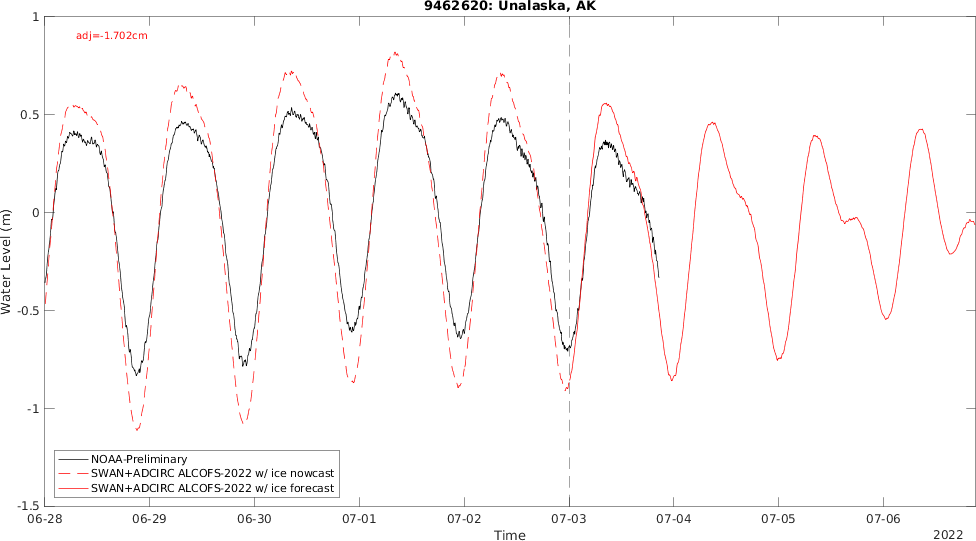 9462620: Unalaska, AK
adj=-1.702cm
1
0.5
0
-0.5
-1
-1.5
Water Level (m)
NOAA-Preliminary
SWAN+ADCIRC ALCOFS-2022 w/ ice nowcast
SWAN+ADCIRC ALCOFS-2022 w/ ice forecast
06-28 06-29 06-30 07-01 07-02 07-03 07-04 07-05 07-06
Time
2022